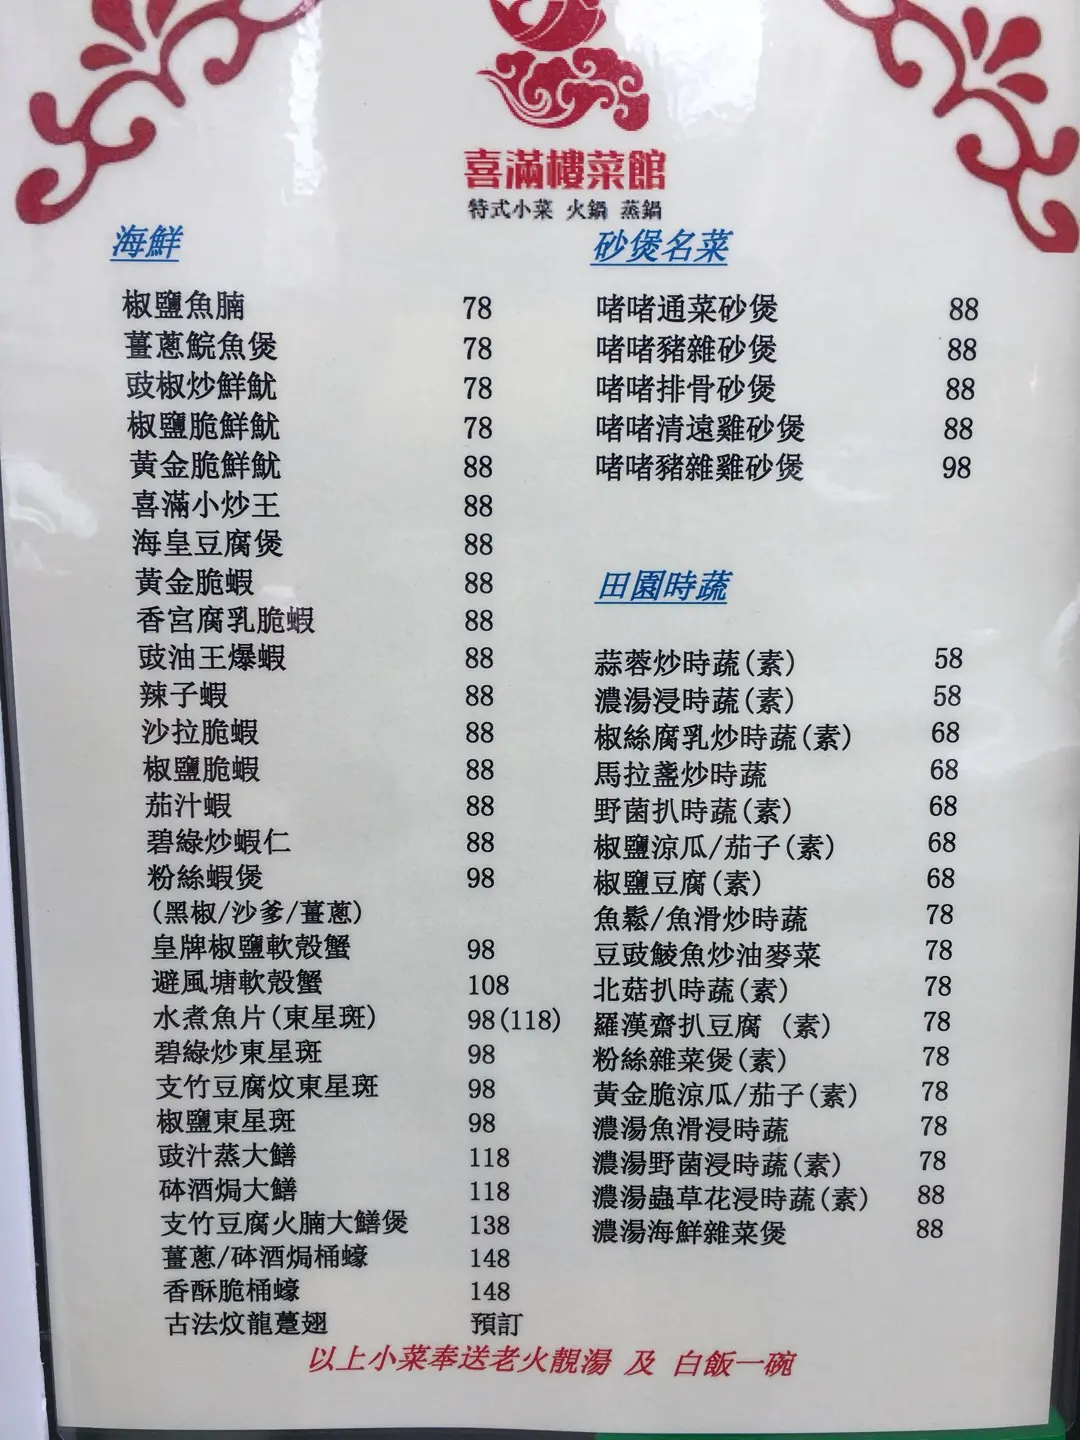 喜滿樓菜館
特式小菜 火鍋 蒸鍋
海鮮
椒鹽魚腩 78
薑蔥鯇魚煲 78
豉椒炒鮮魷 78
椒鹽脆鮮魷 78
黃金脆鮮魷 88
喜滿小炒王 88
海皇豆腐煲 88
黃金脆蝦 88
香宮腐乳脆蝦 88
豉油王爆蝦 88
辣子蝦 88
沙拉脆蝦 88
椒鹽脆蝦 88
茄汁蝦 88
碧綠炒蝦仁 88
粉絲蝦煲 98
(黑椒/沙爹/薑蔥)
皇牌椒鹽軟殼蟹 98
避風塘軟殼蟹 108
水煮魚片(東星斑) 98(118)
碧綠炒東星斑 98
支竹豆腐炆東星斑 98
椒鹽東星斑 98
豉汁蒸大鱔 118
砵酒焗大鱔 118
支竹豆腐火腩大鱔煲 138
薑蔥/砵酒焗桶蠔 148
香酥脆桶蠔 148
古法炆龍躉翅 預訂
砂煲名菜
啫啫通菜砂煲 88
啫啫豬雜砂煲 88
啫啫排骨砂煲 88
啫啫清遠雞砂煲 88
啫啫豬雜雞砂煲 98
田園時蔬
蒜蓉炒時蔬(素) 58
濃湯浸時蔬(素) 58
椒絲腐乳炒時蔬(素) 68
馬拉盞炒時蔬 68
野菌扒時蔬(素) 68
椒鹽涼瓜/茄子(素) 68
椒鹽豆腐(素) 68
魚鬆/魚滑炒時蔬 78
豆豉鯪魚炒油麥菜 78
北菇扒時蔬(素) 78
羅漢齋扒豆腐 (素) 78
粉絲雜菜煲(素) 78
黃金脆涼瓜/茄子(素) 78
濃湯魚滑浸時蔬 78
濃湯野菌浸時蔬(素) 78
濃湯蟲草花浸時蔬(素) 88
濃湯海鮮雜菜煲 88
以上小菜奉送老火靚湯 及 白飯一碗